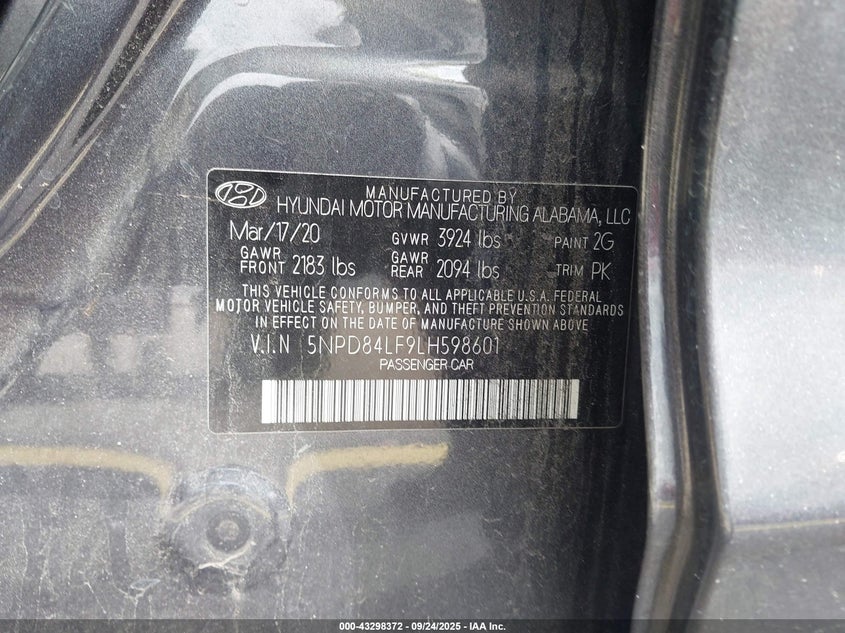 MANUFACTURED BY
HYUNDAI MOTOR MANUFACTURING ALABAMA, LLC
Mar/17/20 GVWR 3924 lbs PAINT 2G
GAWR FRONT 2183 lbs GAWR REAR 2094 lbs TRIM PK
THIS VEHICLE CONFORMS TO ALL APPLICABLE U.S.A. FEDERAL
MOTOR VEHICLE SAFETY, BUMPER, AND THEFT PREVENTION STANDARDS
IN EFFECT ON THE DATE OF MANUFACTURE SHOWN ABOVE
V.I.N 5NPD84LF9LH598601
PASSENGER CAR
000-43298372 - 09/24/2025 - IAA Inc.